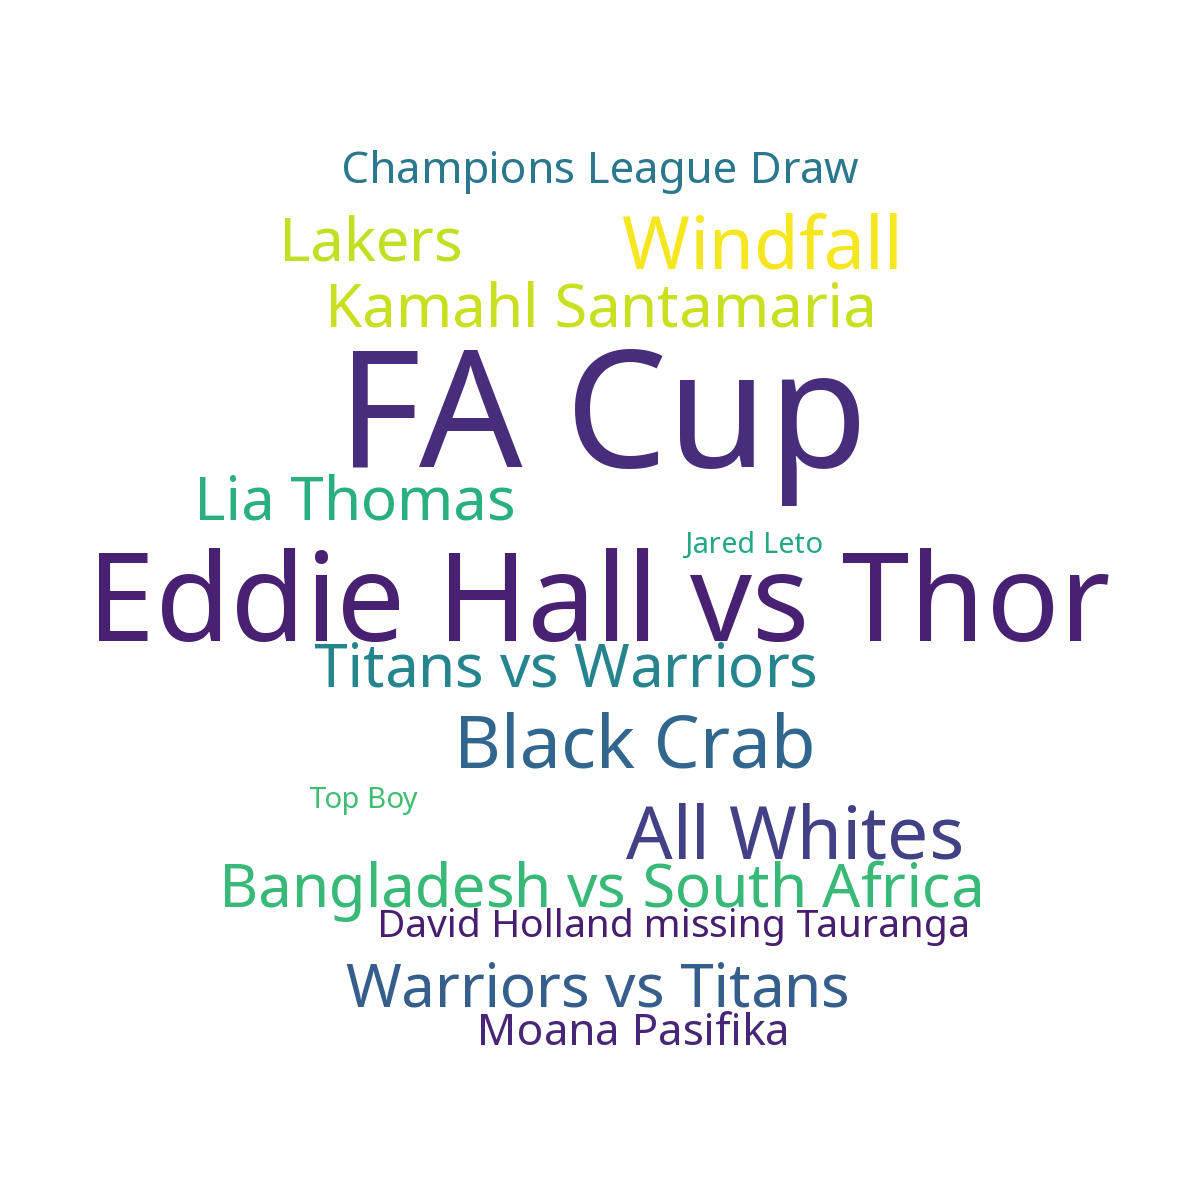 Champions League Draw
Lakers
Windfall
Kamahl Santamaria
FA Cup
Lia Thomas
Jared Leto
Eddie Hall vs Thor
Titans vs Warriors
Black Crab
Top Boy
All Whites
Bangladesh vs South Africa
David Holland missing Tauranga
Warriors vs Titans
Moana Pasifika